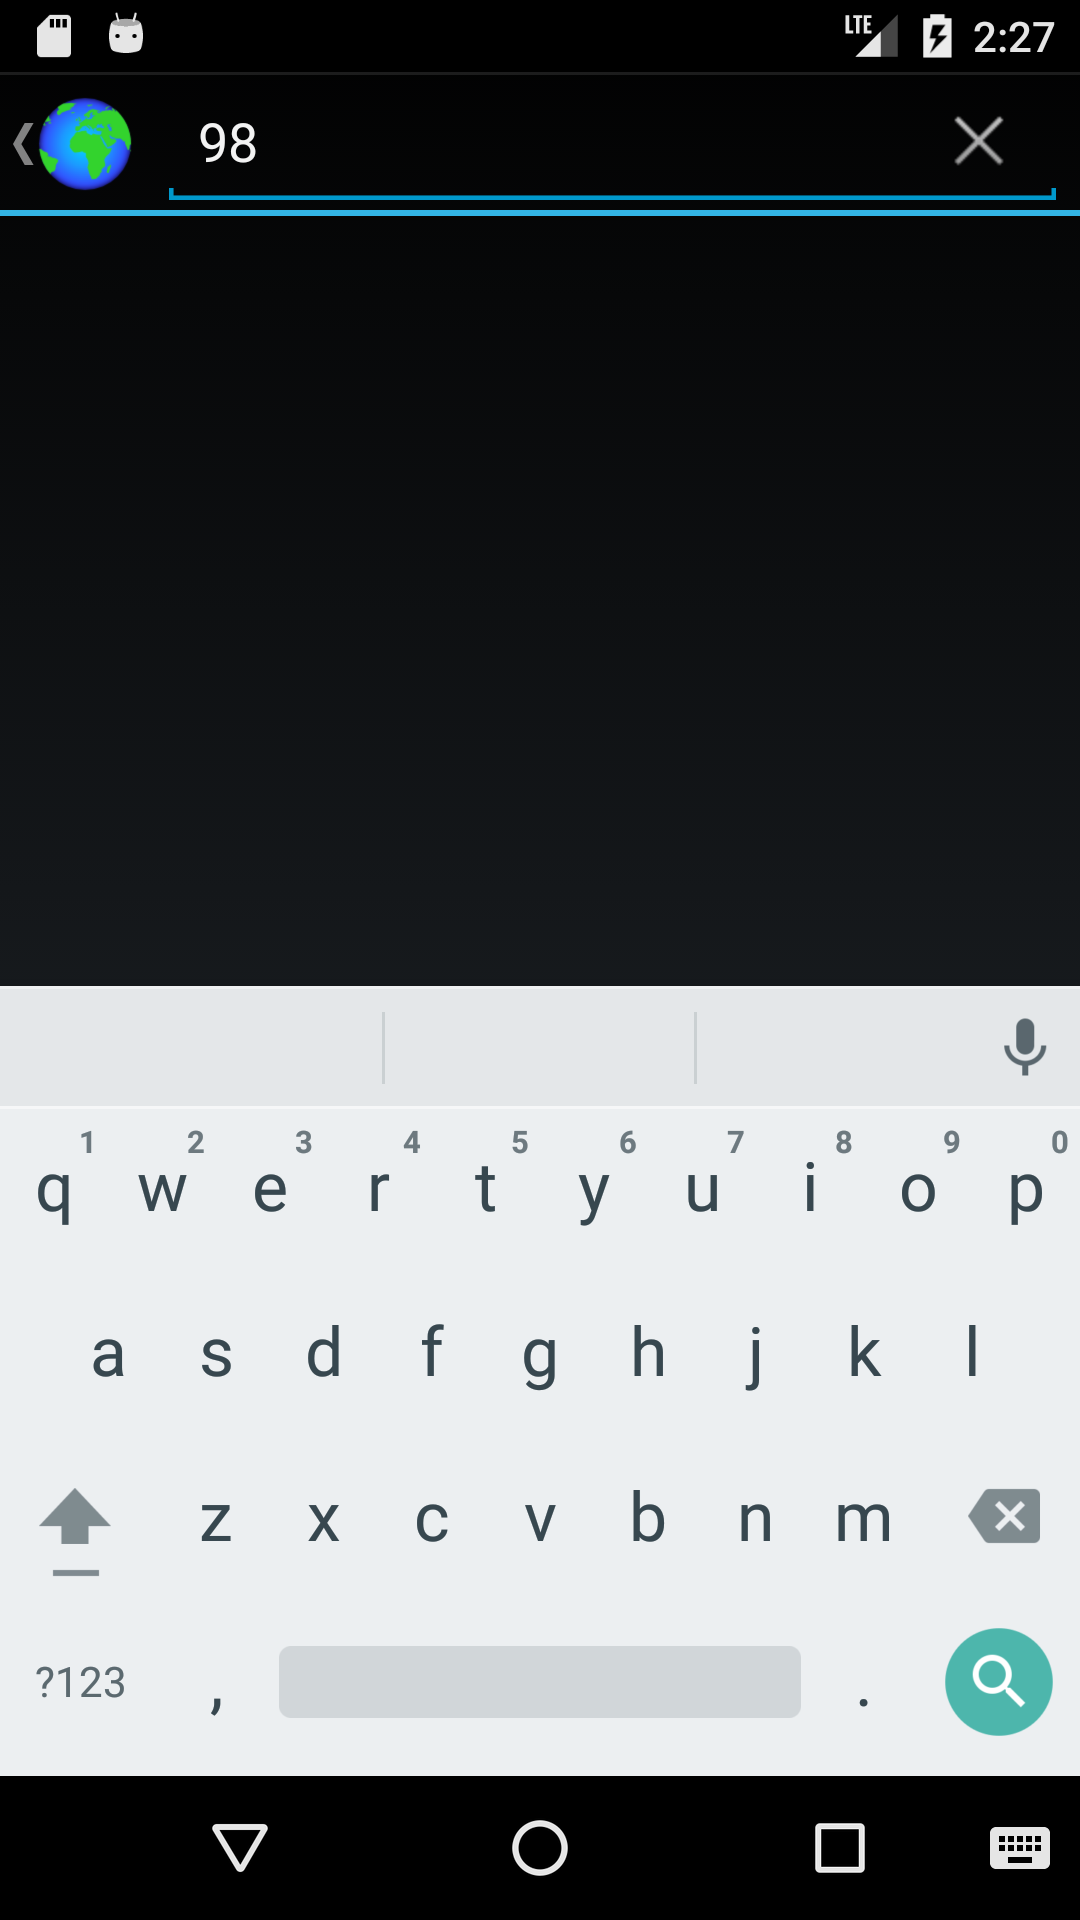 LTE 2:27
98
1 2 3 4 5 6 7 8 9 0
q w e r t y u i o p
a s d f g h j k l
z x c v b n m
?123 , .